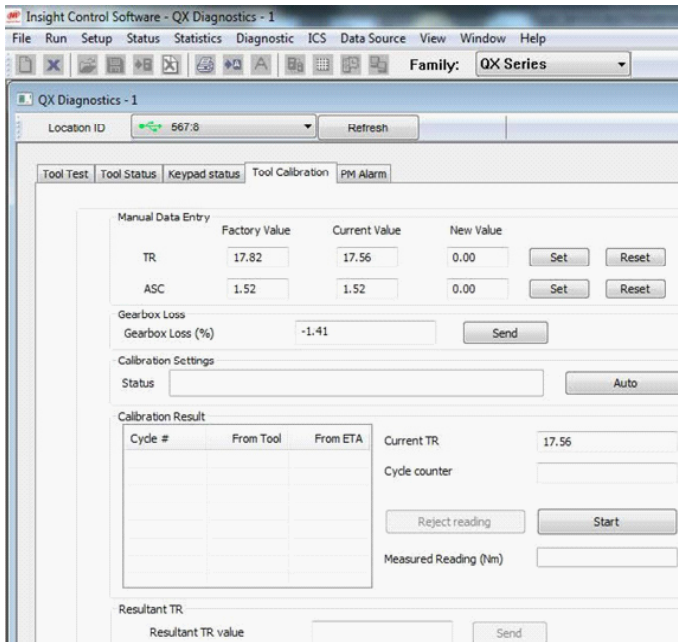 Insight Control Software - QX Diagnostics - 1
File Run Setup Status Statistics Diagnostic ICS Data Source View Window Help
Family: QX Series
QX Diagnostics - 1
Location ID 567:8 Refresh
Tool Test Tool Status Keypad status Tool Calibration PM Alarm
Manual Data Entry
Factory Value Current Value New Value
TR 17.82 17.56 0.00 Set Reset
ASC 1.52 1.52 0.00 Set Reset
Gearbox Loss
Gearbox Loss (%) -1.41 Send
Calibration Settings
Status Auto
Calibration Result
Cycle # From Tool From ETA Current TR 17.56
Cycle counter
Reject reading Start
Measured Reading (Nm)
Resultant TR
Resultant TR value Send